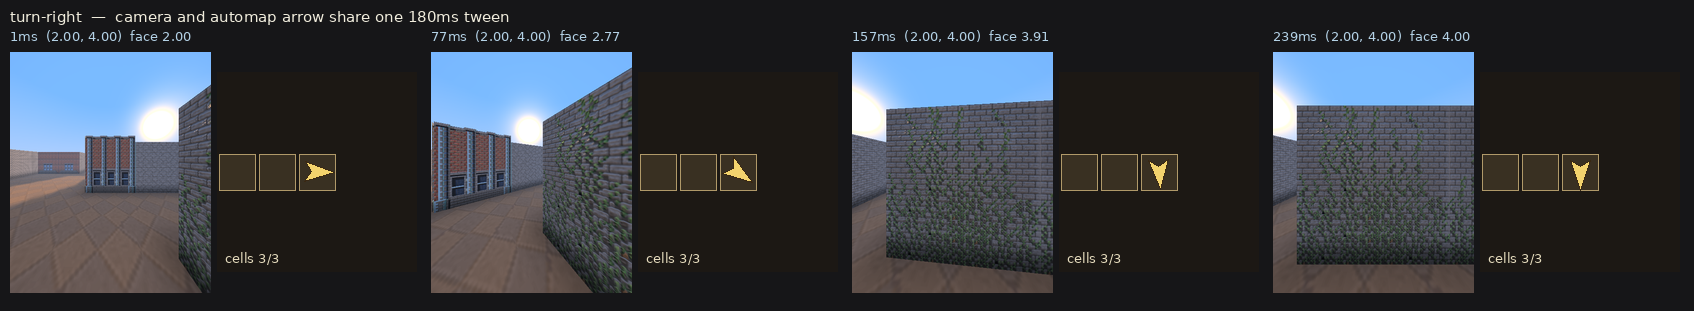 turn-right — camera and automap arrow share one 180ms tween
1ms (2.00, 4.00) face 2.00
77ms (2.00, 4.00) face 2.77
157ms (2.00, 4.00) face 3.91
239ms (2.00, 4.00) face 4.00
cells 3/3
cells 3/3
cells 3/3
cells 3/3